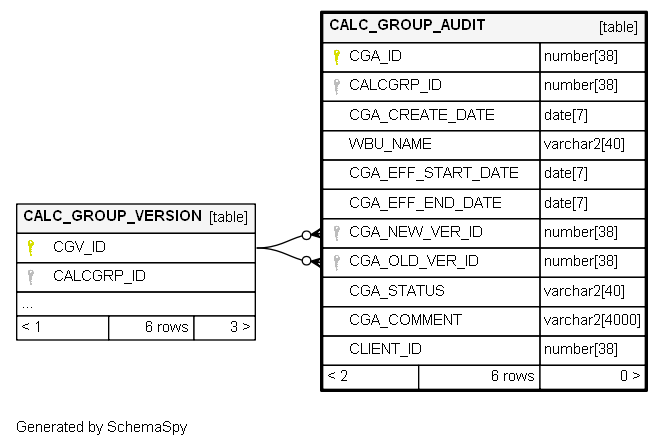 CALC_GROUP_AUDIT [table]
CGA_ID number[38]
CALCGRP_ID number[38]
CGA_CREATE_DATE date[7]
WBU_NAME varchar2[40]
CGA_EFF_START_DATE date[7]
CGA_EFF_END_DATE date[7]
CGA_NEW_VER_ID number[38]
CGA_OLD_VER_ID number[38]
CGA_STATUS varchar2[40]
CGA_COMMENT varchar2[4000]
CLIENT_ID number[38]
< 2 6 rows 0 >
CALC_GROUP_VERSION [table]
CGV_ID
CALCGRP_ID
...
< 1 6 rows 3 >
Generated by SchemaSpy